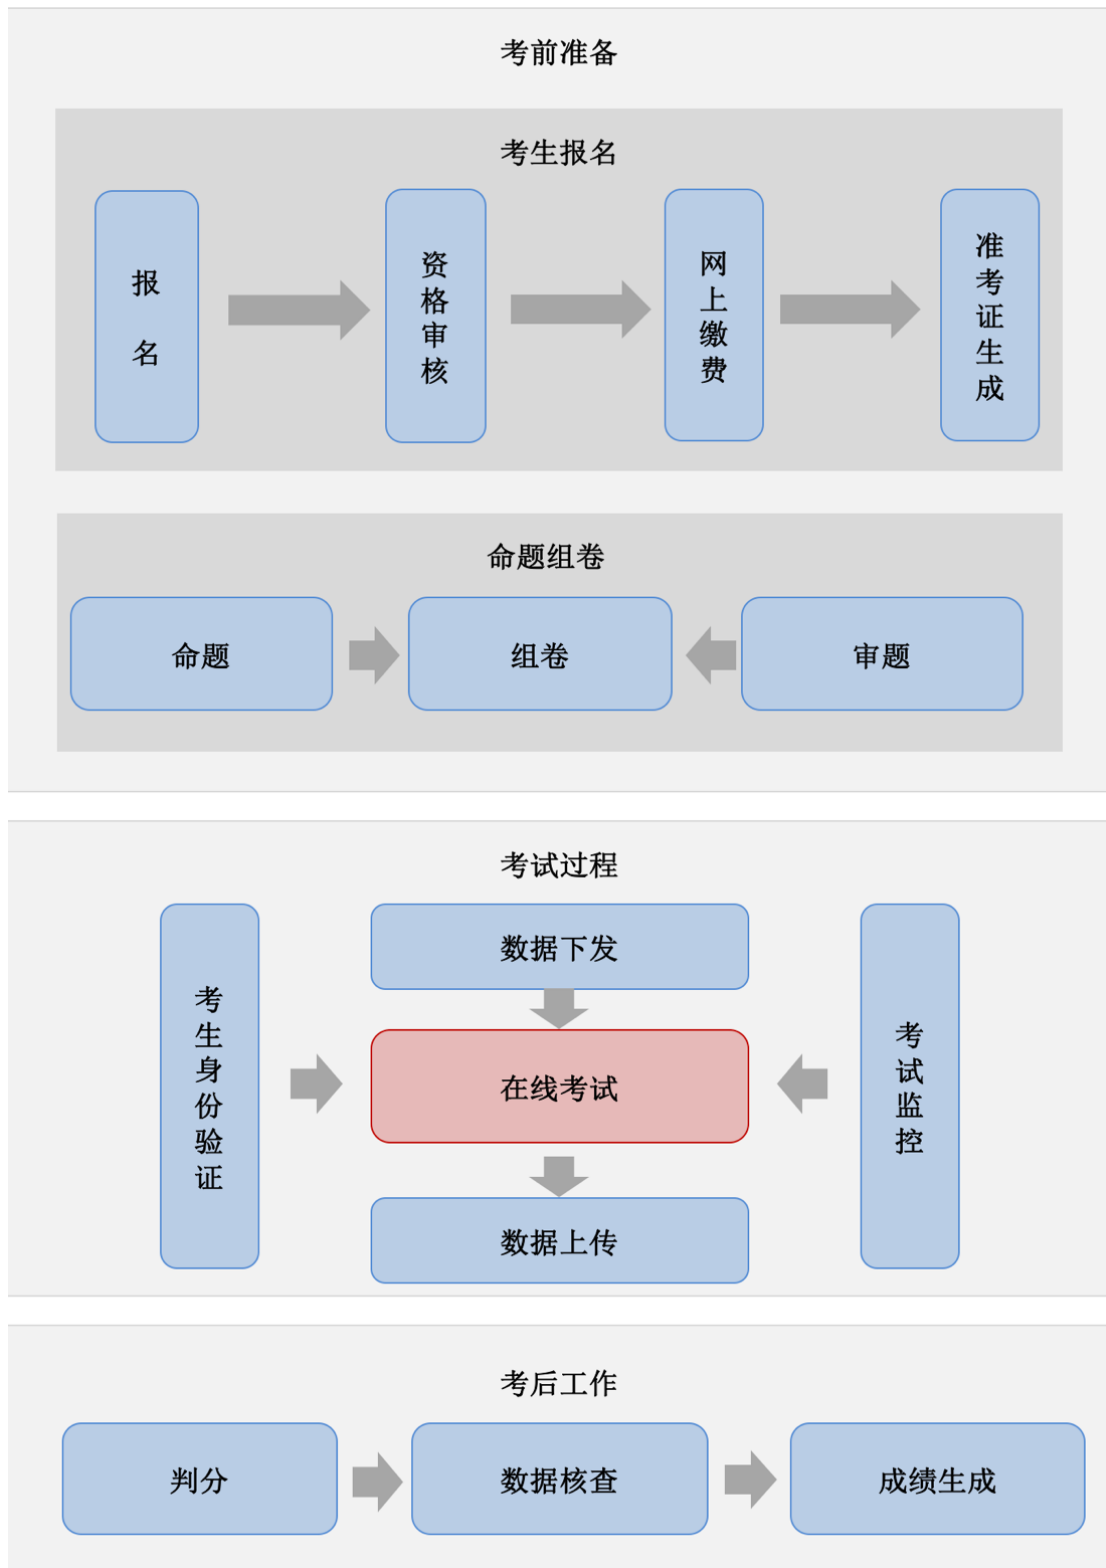 考前准备
考生报名
报名
资格审核
网上缴费
准考证生成
命题组卷
命题
组卷
审题
考试过程
考生身份验证
数据下发
在线考试
数据上传
考试监控
考后工作
判分
数据核查
成绩生成